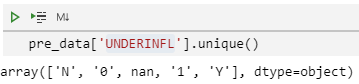 M↓
pre_data['UNDERINFL'].unique()
array(['N', '0', nan, '1', 'Y'], dtype=object)